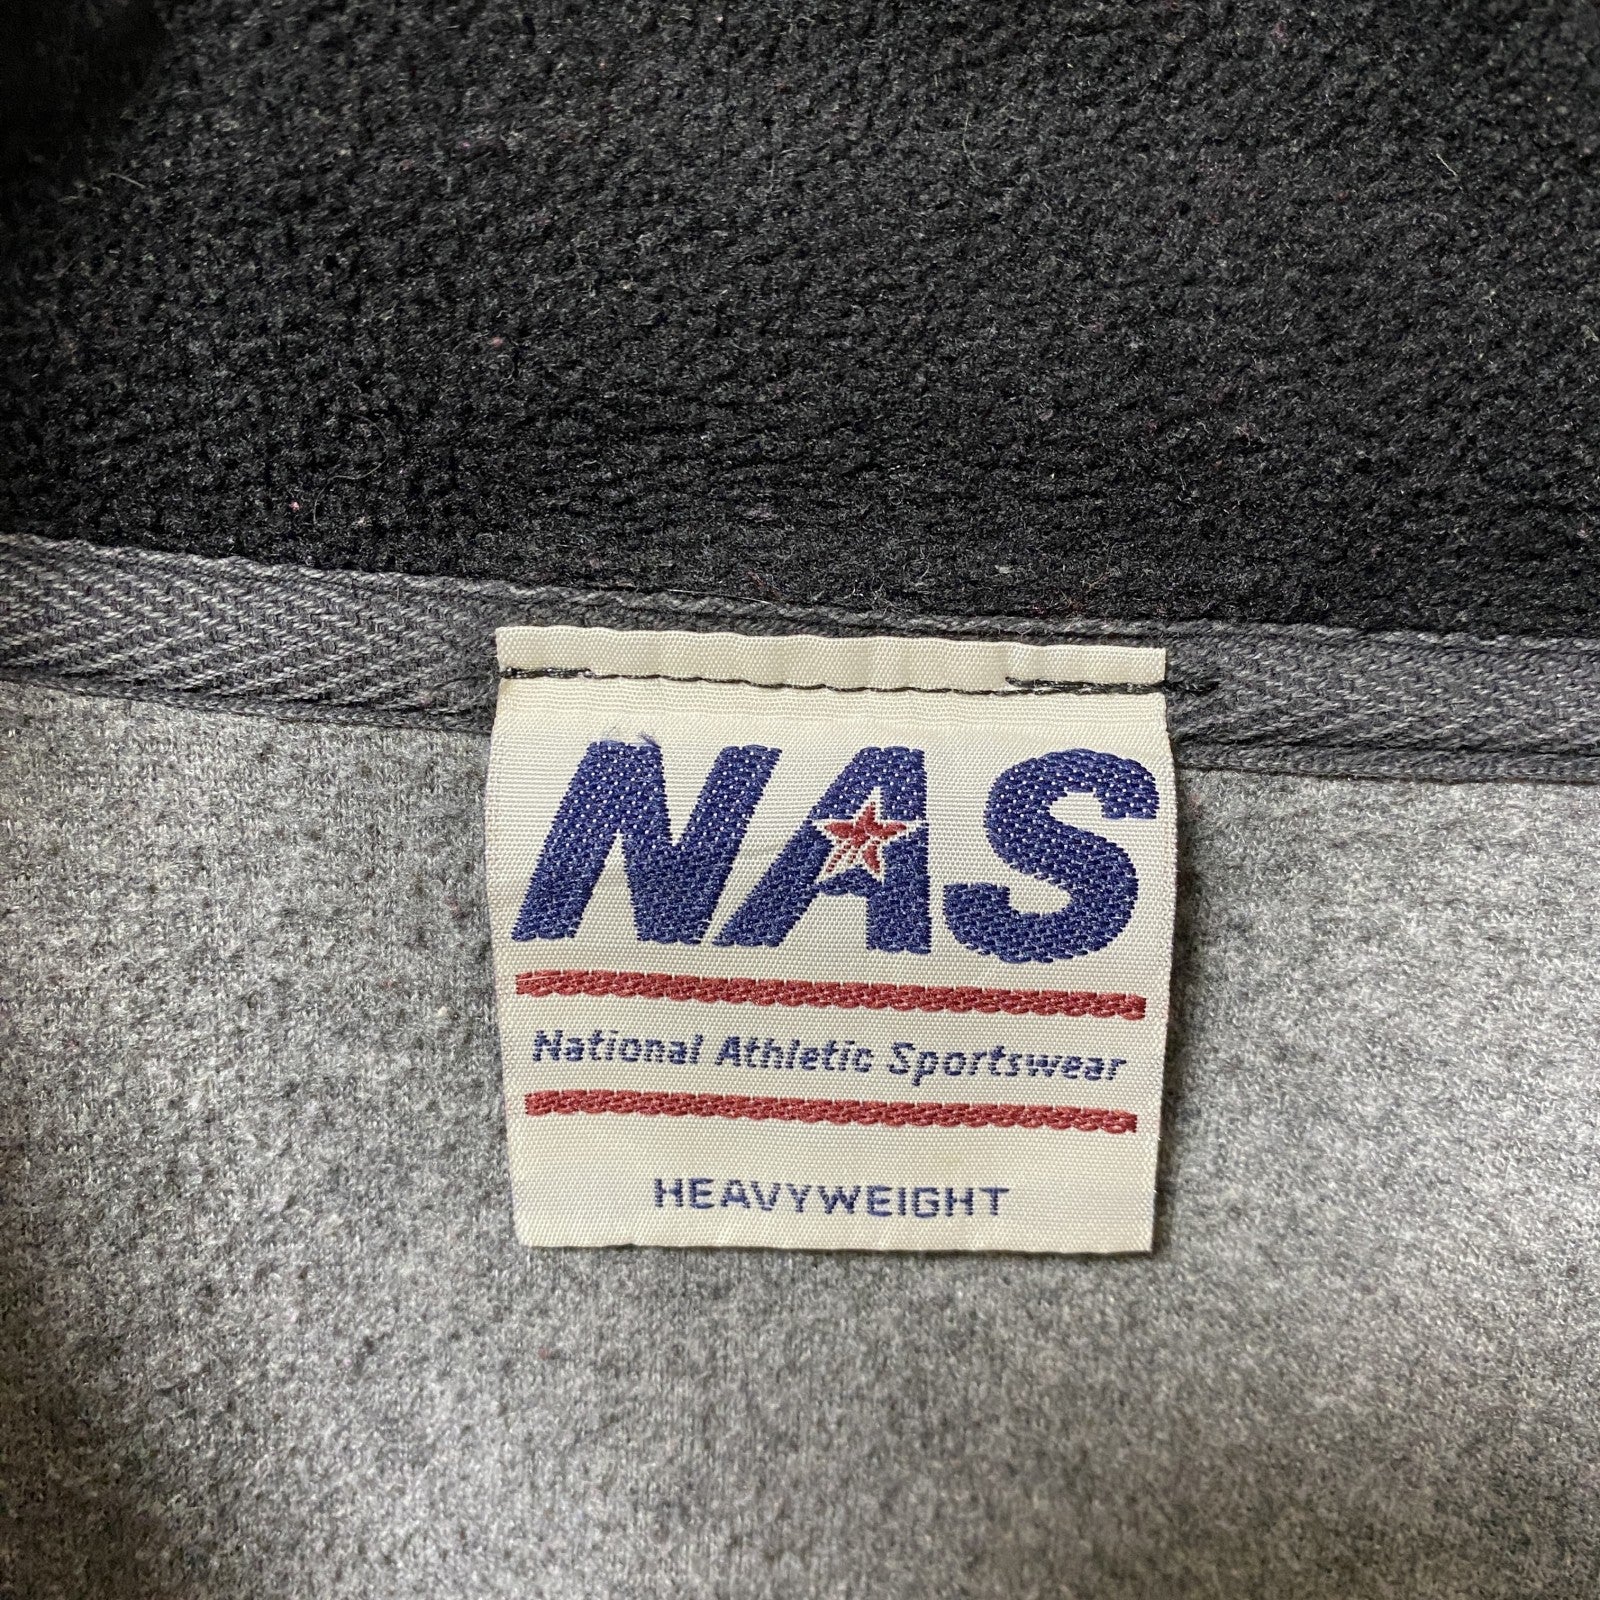 NAS
National Athletic Sportswear
HEAVYWEIGHT